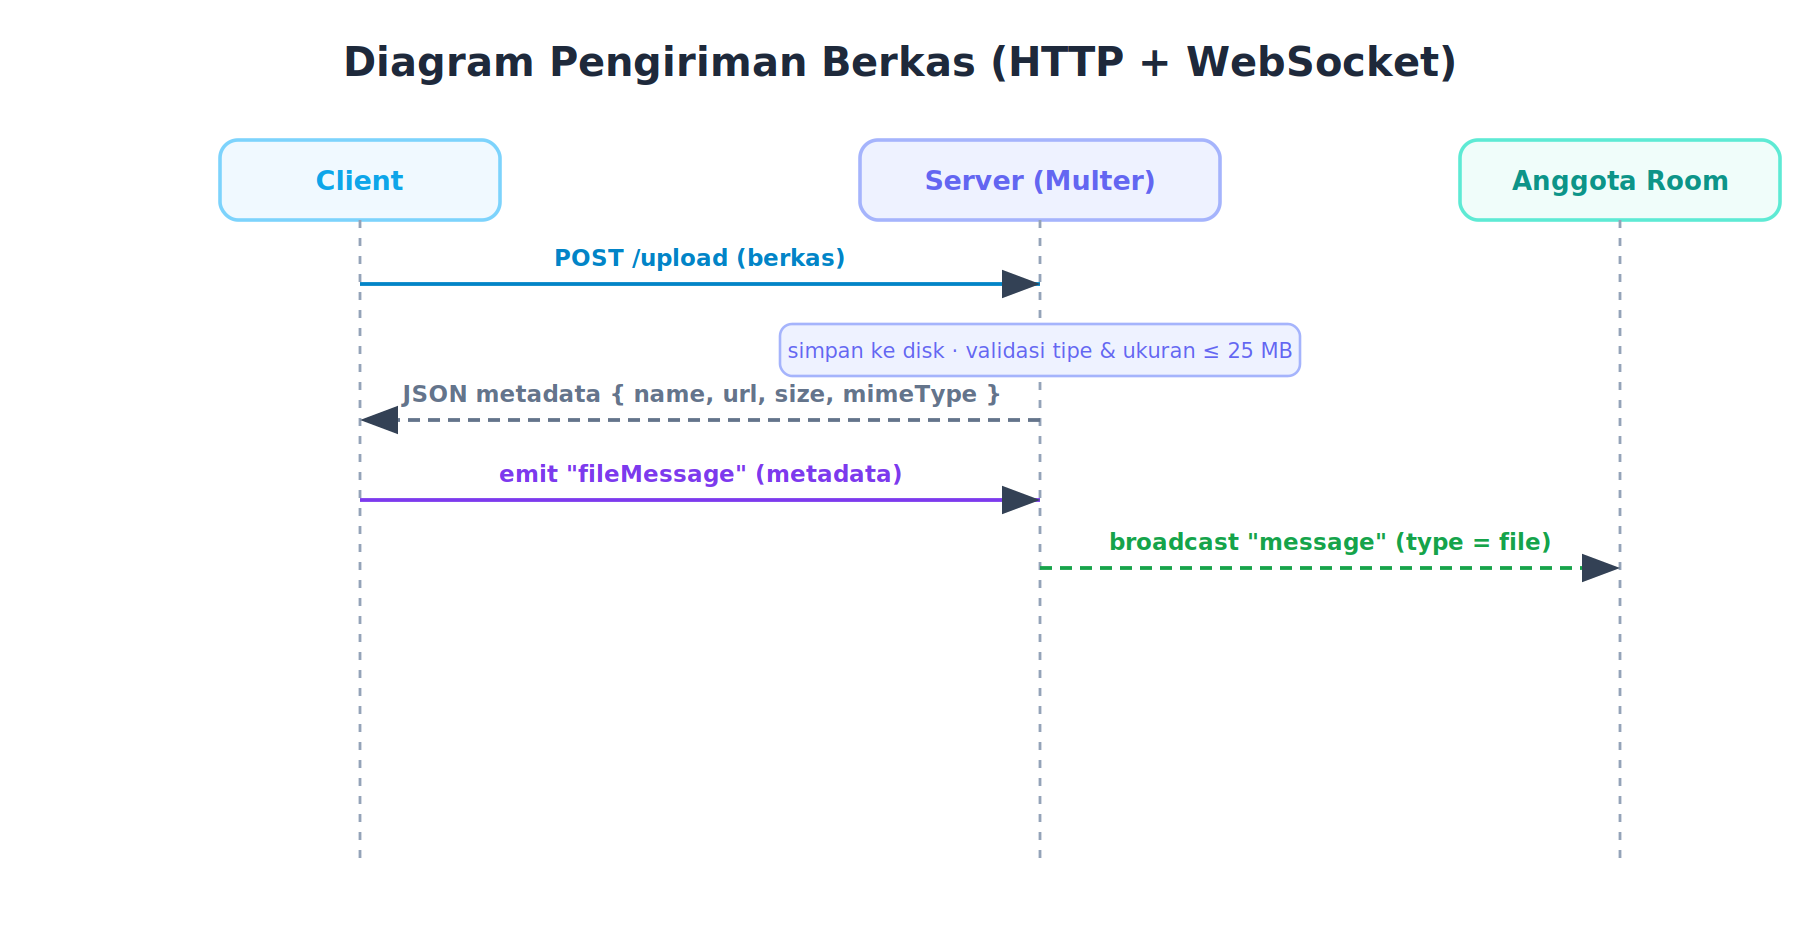 Diagram Pengiriman Berkas (HTTP + WebSocket)
Client
Server (Multer)
Anggota Room
POST /upload (berkas)
simpan ke disk · validasi tipe & ukuran ≤ 25 MB
JSON metadata { name, url, size, mimeType }
emit "fileMessage" (metadata)
broadcast "message" (type = file)